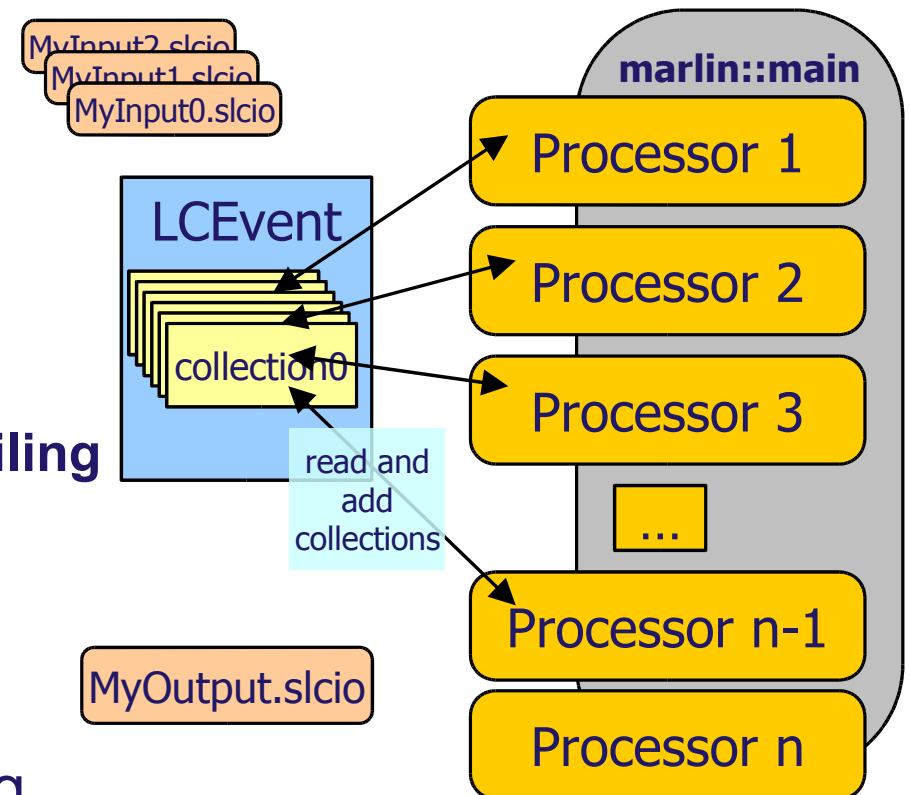 MyInput2.slcio
MyInput1.slcio
MyInput0.slcio
marlin::main
Processor 1
LCEvent
Processor 2
collection0
Processor 3
iling
read and
add
collections
...
Processor n-1
MyOutput.slcio
Processor n
g